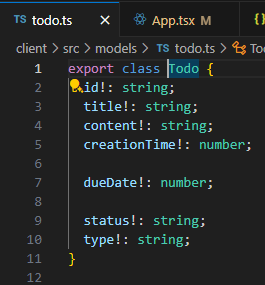 TS todo.ts
TS App.tsx M
client > src > models > TS todo.ts > Todo
1 export class Todo {
2 id!: string;
3 title!: string;
4 content!: string;
5 creationTime!: number;
6
7 dueDate!: number;
8
9 status!: string;
10 type!: string;
11 }
12